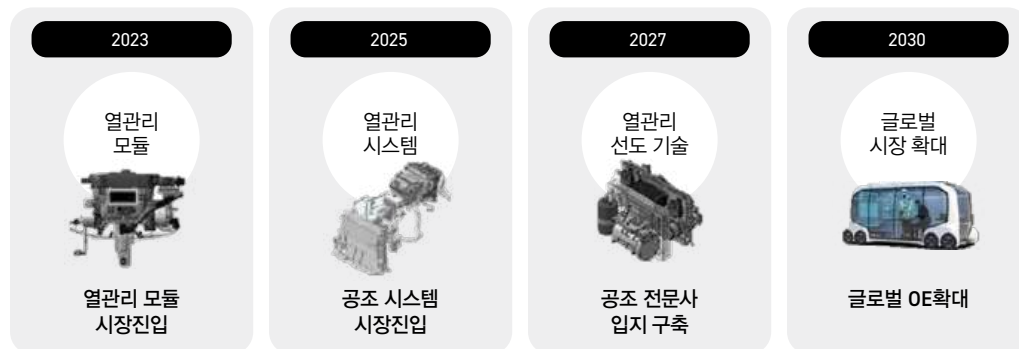 2023
열관리
모듈
열관리 모듈
시장진입
2025
열관리
시스템
공조 시스템
시장진입
2027
열관리
선도 기술
공조 전문사
입지 구축
2030
글로벌
시장 확대
글로벌 OE확대